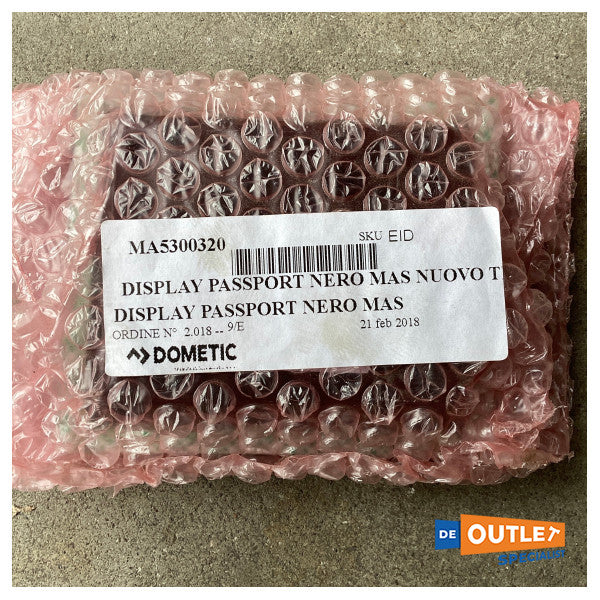 MA5300320
SKU EID
DISPLAY PASSPORT NERO MAS NUOVO T
DISPLAY PASSPORT NERO MAS
ORDINE N° 2.018 -- 9/E
21 feb 2018
DOMETIC
DE OUTLET
SPECIALIST